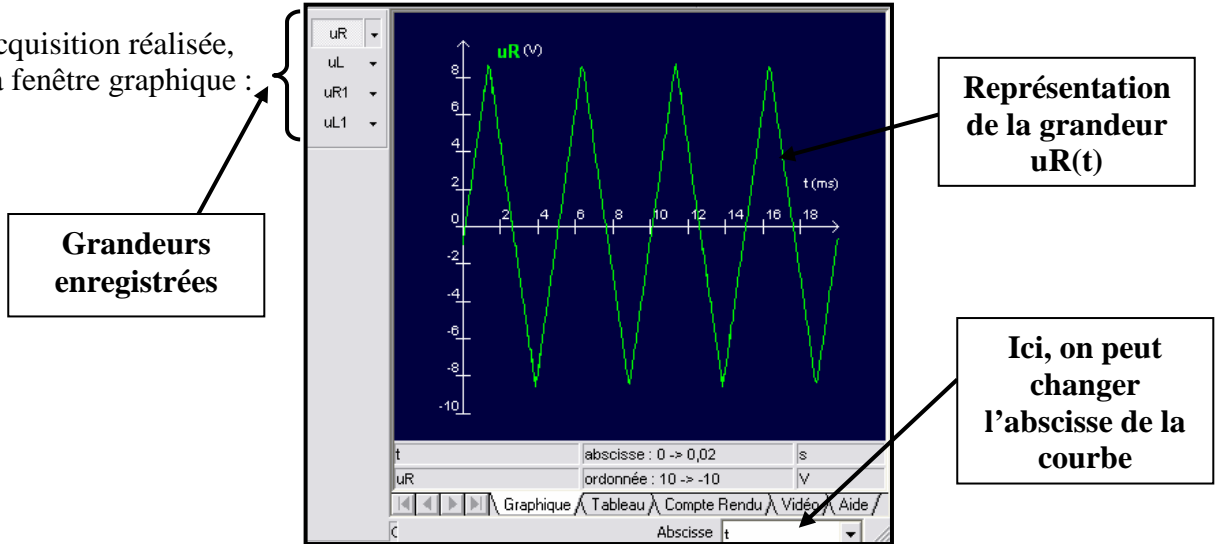 cquisition réalisée,
a fenêtre graphique :
uR
uL
uR1
uL1
Grandeurs
enregistrées
uR (V)
8
6
4
2
0
-2
-4
-6
-8
-10
t (ms)
2 4 6 8 10 12 14 16 18
t abscisse : 0 -> 0,02 s
uR ordonnée : 10 -> -10 V
Graphique Tableau Compte Rendu Vidéo Aide
C Abscisse t
Représentation
de la grandeur
uR(t)
Ici, on peut
changer
l’abscisse de la
courbe